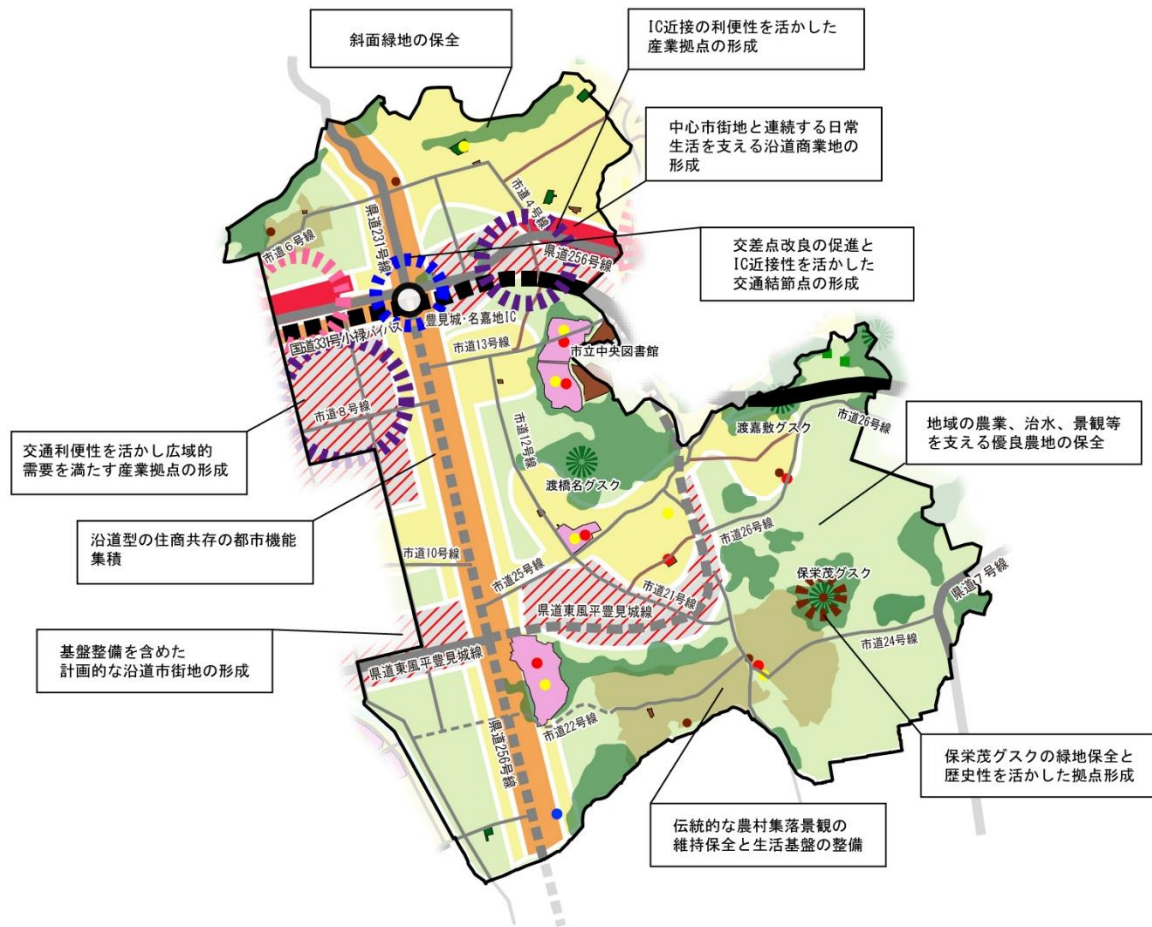 斜面緑地の保全
IC近接の利便性を活かした
産業拠点の形成
中心市街地と連続する日常
生活を支える沿道商業地の
形成
交差点改良の促進と
IC近接性を活かした
交通結節点の形成
市道6号線
県道231号線
市道4号線
県道256号線
国道331号小禄バイパス
豊見城・名嘉地IC
市道13号線
市立中央図書館
市道8号線
市道12号線
渡嘉敷グスク
市道26号線
地域の農業、治水、景観等
を支える優良農地の保全
交通利便性を活かし広域的
需要を満たす産業拠点の形成
渡橋名グスク
沿道型の住商共存の都市機能
集積
市道10号線
市道25号線
市道26号線
市道21号線
保栄茂グスク
県道7号線
県道東風平豊見城線
市道24号線
基盤整備を含めた
計画的な沿道市街地の形成
県道東風平豊見城線
市道22号線
県道256号線
保栄茂グスクの緑地保全と
歴史性を活かした拠点形成
伝統的な農村集落景観の
維持保全と生活基盤の整備